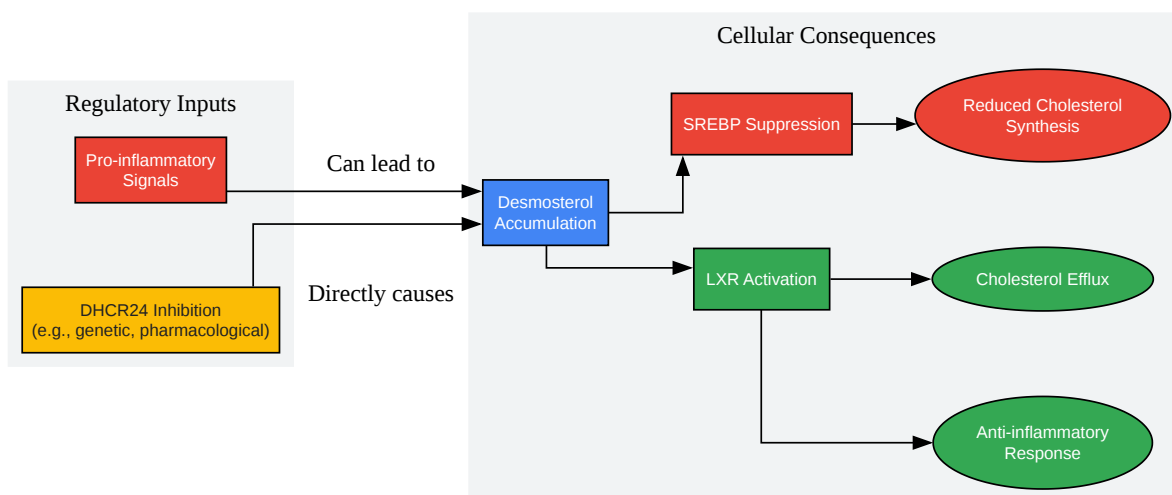 Cellular Consequences
Regulatory Inputs
Pro-inflammatory
Signals
Can lead to
DHCR24 Inhibition
(e.g., genetic, pharmacological)
Directly causes
Desmosterol
Accumulation
SREBP Suppression
Reduced Cholesterol
Synthesis
LXR Activation
Cholesterol Efflux
Anti-inflammatory
Response